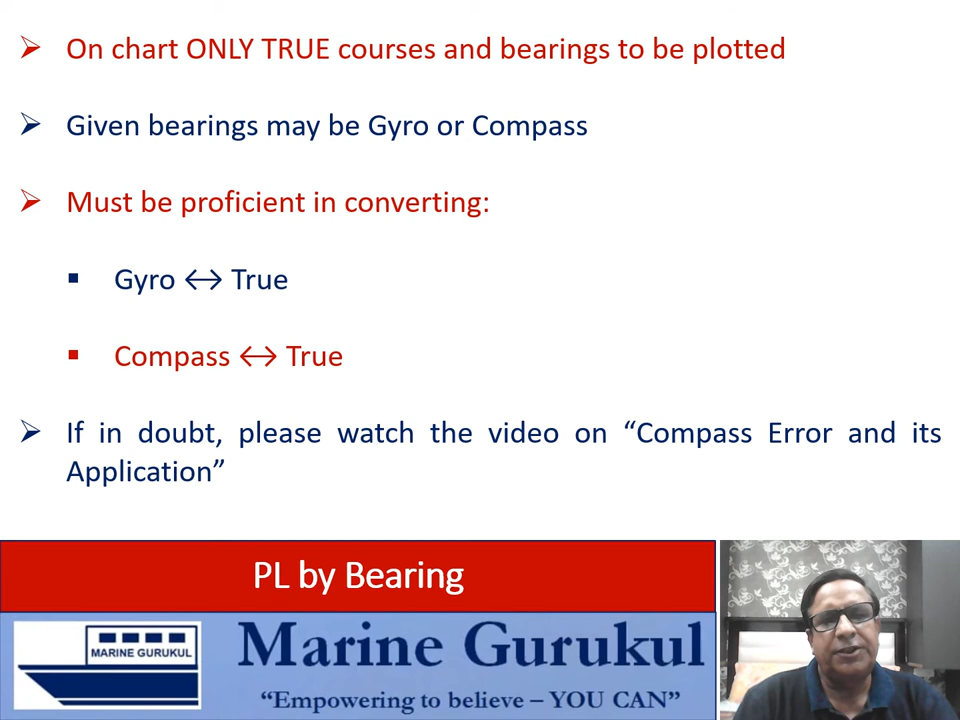 On chart ONLY TRUE courses and bearings to be plotted
Given bearings may be Gyro or Compass
Must be proficient in converting:
Gyro ↔ True
Compass ↔ True
If in doubt, please watch the video on “Compass Error and its
Application”
PL by Bearing
MARINE GURUKUL
Marine Gurukul
“Empowering to believe – YOU CAN”